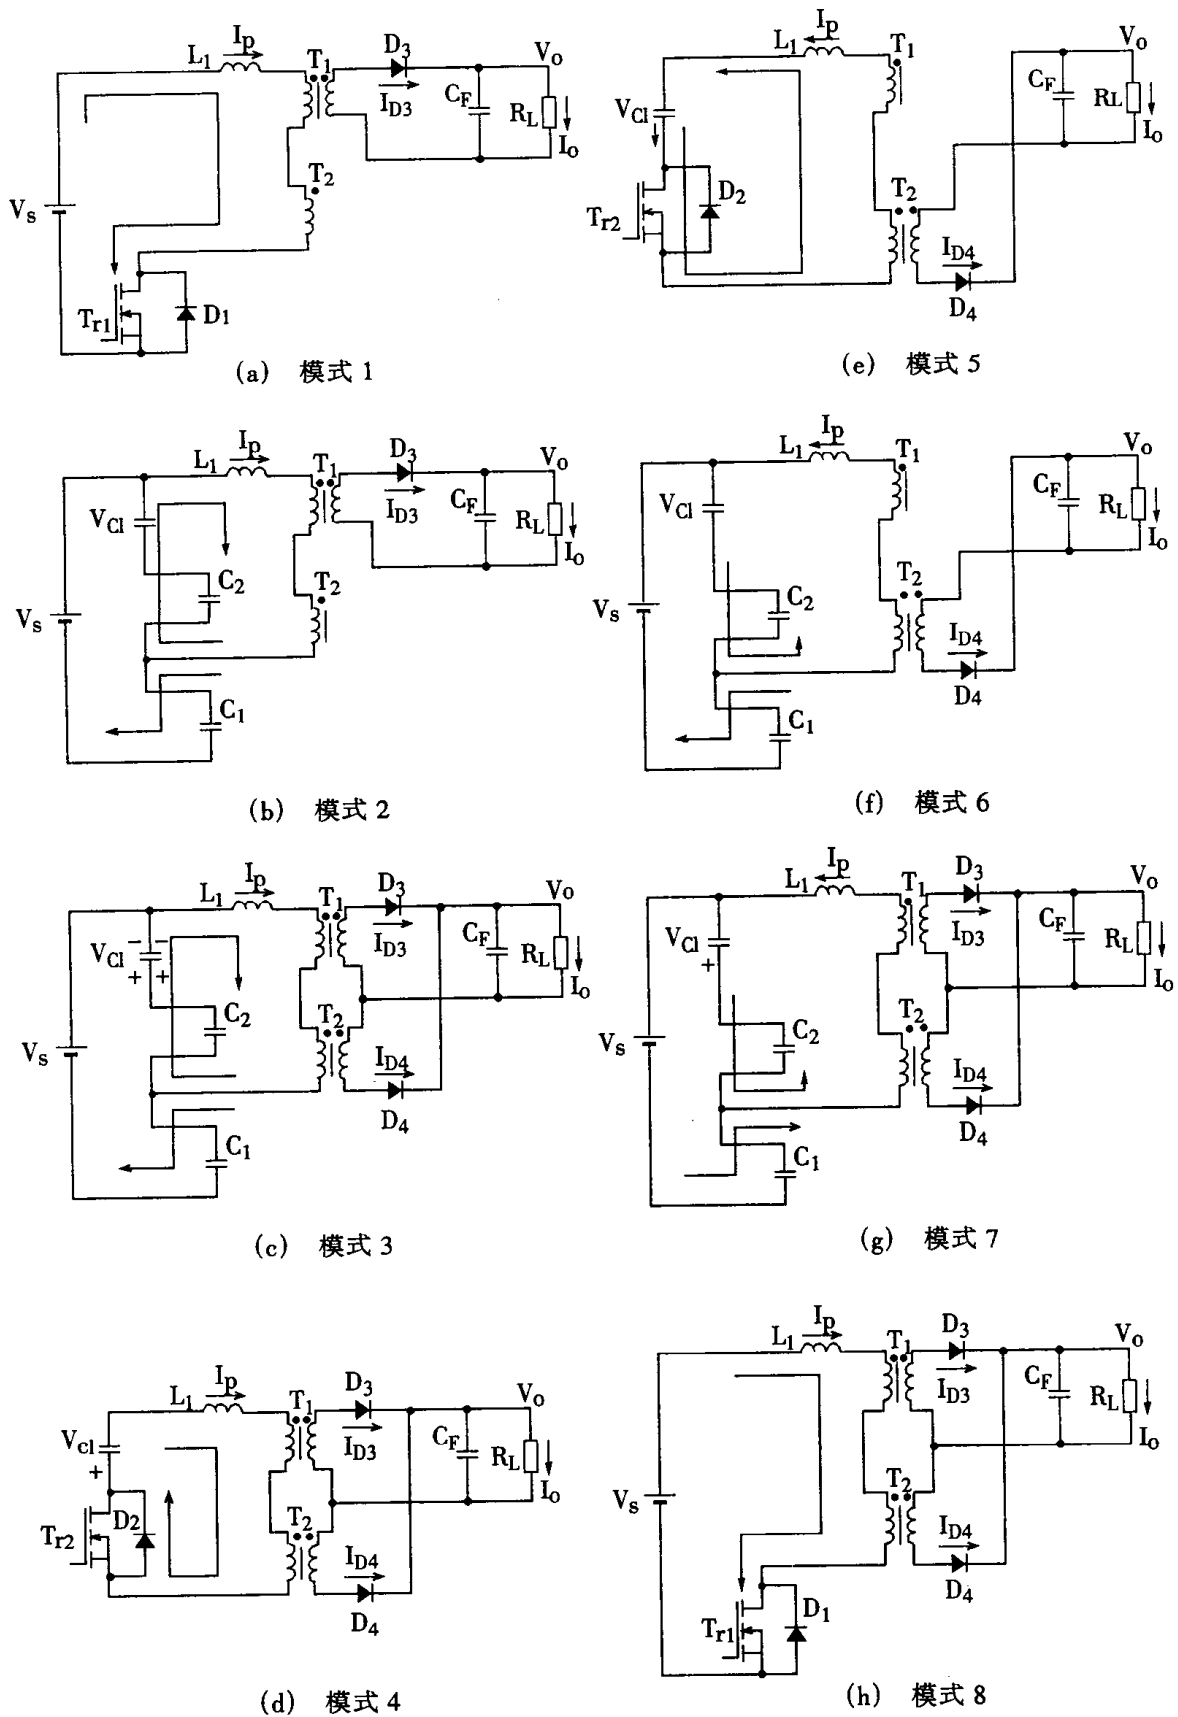 L1 Ip T1 D3 Vo
ID3 CF RL Io
T2
Vs
Tr1 D1
(a) 模式 1
L1 Ip T1 Vo
VCl CF RL Io
Tr2 D2 T2
ID4
D4
(e) 模式 5
L1 Ip T1 D3 Vo
VCl ID3 CF RL Io
C2 T2
Vs
C1
(b) 模式 2
L1 Ip T1 Vo
VCl CF RL Io
C2 T2
Vs ID4
C1 D4
(f) 模式 6
L1 Ip T1 D3 Vo
− −
VCl ID3 CF RL Io
+ +
C2 T2
Vs ID4
D4
C1
(c) 模式 3
L1 Ip T1 D3 Vo
VCl ID3 CF RL Io
+
C2 T2
Vs ID4
D4
C1
(g) 模式 7
L1 Ip T1 D3 Vo
Vcl ID3 CF RL Io
+
Tr2 D2 T2
ID4
D4
(d) 模式 4
L1 Ip T1 D3 Vo
ID3 CF RL Io
Vs T2
ID4
D4
Tr1 D1
(h) 模式 8